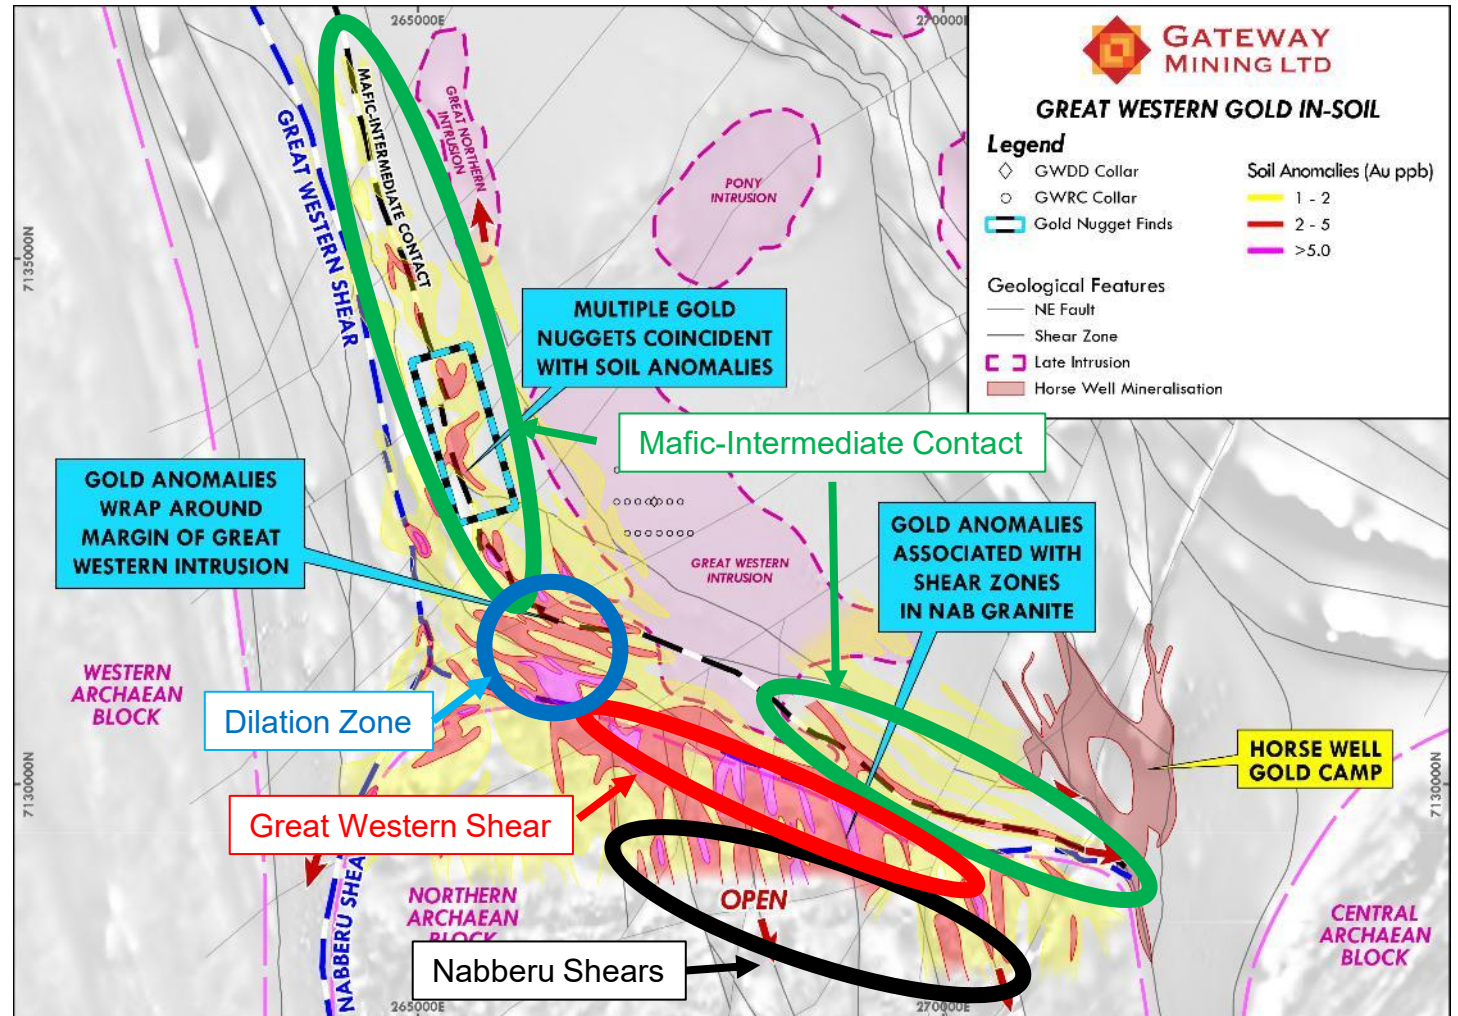 265000E
270000E
GATEWAY
MINING LTD
GREAT WESTERN GOLD IN-SOIL
Legend
GWDD Collar
GWRC Collar
Gold Nugget Finds
Soil Anomalies (Au ppb)
1 - 2
2 - 5
>5.0
Geological Features
NE Fault
Shear Zone
Late Intrusion
Horse Well Mineralisation
MAFIC-INTERMEDIATE CONTACT
GREAT WESTERN SHEAR
GREAT NORTHERN
INTRUSION
PONY
INTRUSION
7135000N
MULTIPLE GOLD
NUGGETS COINCIDENT
WITH SOIL ANOMALIES
Mafic-Intermediate Contact
GOLD ANOMALIES
WRAP AROUND
MARGIN OF GREAT
WESTERN INTRUSION
GREAT WESTERN
INTRUSION
GOLD ANOMALIES
ASSOCIATED WITH
SHEAR ZONES
IN NAB GRANITE
WESTERN
ARCHAEAN
BLOCK
Dilation Zone
HORSE WELL
GOLD CAMP
7130000N
7130000N
Great Western Shear
NABBERU SHEA
NORTHERN
ARCHAEAN
BLOCK
OPEN
Nabberu Shears
CENTRAL
ARCHAEAN
BLOCK
265000E
270000E